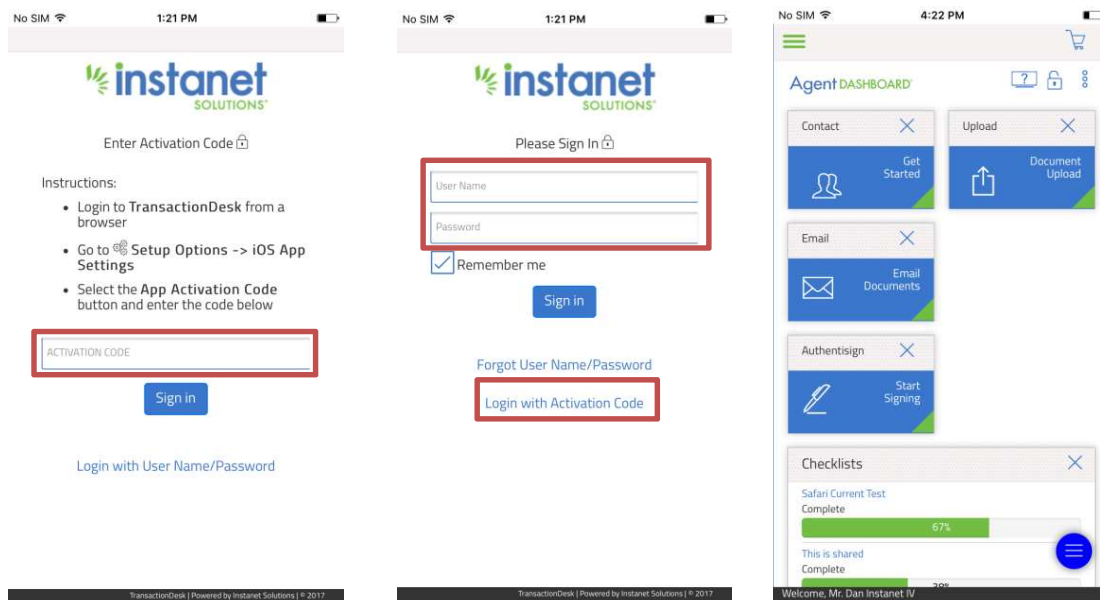 No SIM 1:21 PM
instanet
SOLUTIONS
Enter Activation Code
Instructions:
• Login to TransactionDesk from a
browser
• Go to Setup Options -> iOS App
Settings
• Select the App Activation Code
button and enter the code below
ACTIVATION CODE
Sign in
Login with User Name/Password
TransactionDesk | Powered by Instanet Solutions | © 2017
No SIM 1:21 PM
instanet
SOLUTIONS
Please Sign In
User Name
Password
Remember me
Sign in
Forgot User Name/Password
Login with Activation Code
TransactionDesk | Powered by Instanet Solutions | © 2017
No SIM 4:22 PM
Agent DASHBOARD
?
Contact
Get
Started
Upload
Document
Upload
Email
Email
Documents
Authentisign
Start
Signing
Checklists
Safari Current Test
Complete
67%
This is shared
Complete
Welcome, Mr. Dan Instanet IV